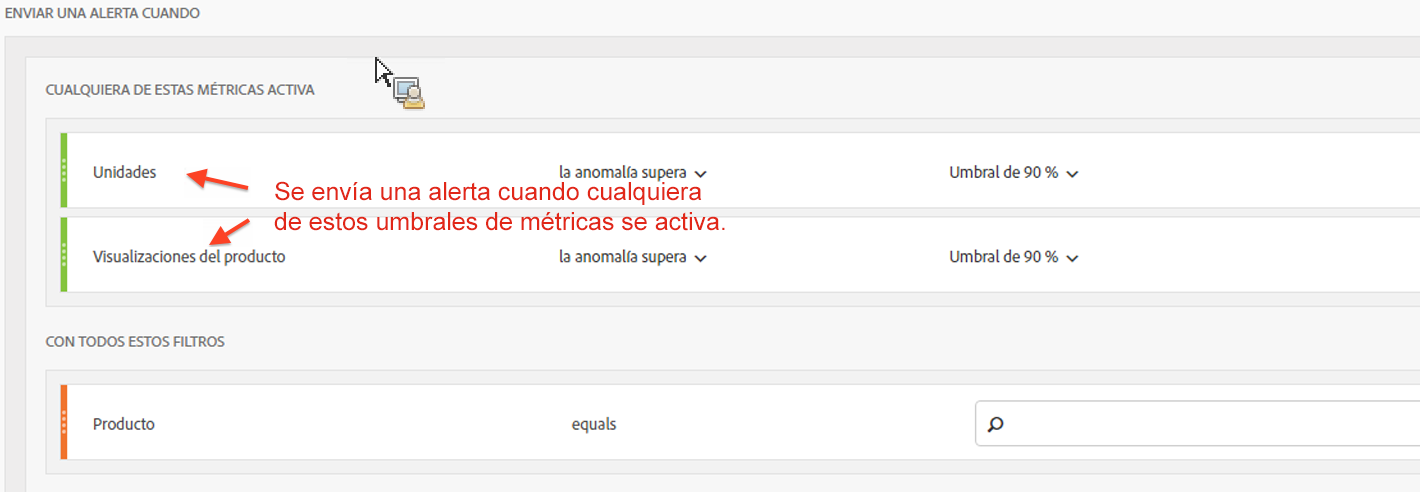 ENVIAR UNA ALERTA CUANDO
CUALQUIERA DE ESTAS MÉTRICAS ACTIVA
Unidades la anomalía supera Umbral de 90 %
Se envía una alerta cuando cualquiera
de estos umbrales de métricas se activa.
Visualizaciones del producto la anomalía supera Umbral de 90 %
CON TODOS ESTOS FILTROS
Producto equals